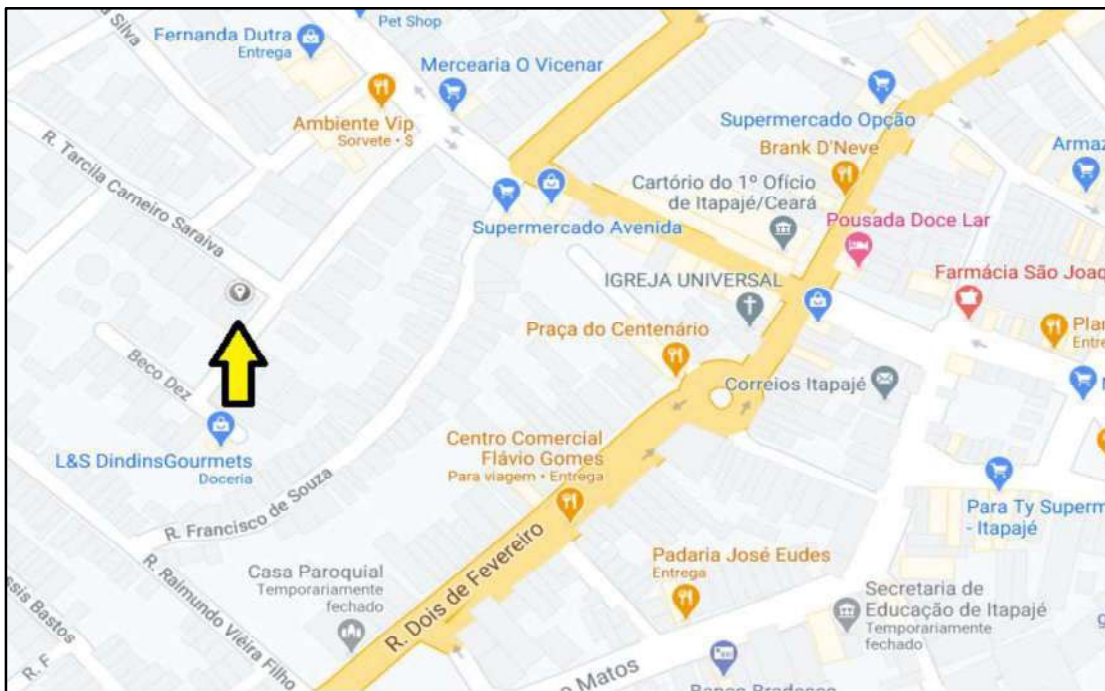 Pet Shop
Fernanda Dutra
Entrega
Silva
Mercearia O Vicenar
Ambiente Vip
Sorvete • $
Supermercado Opção
Brank D'Neve
R. Tarcila Carneiro Saraiva
Cartório do 1º Ofício
de Itapajé/Ceará
Supermercado Avenida
Pousada Doce Lar
IGREJA UNIVERSAL
Farmácia São Joaq
Praça do Centenário
Entre
Beco Dez
Correios Itapajé
Centro Comercial
Flávio Gomes
Para viagem • Entrega
L&S DindinsGourmets
Doceria
R. Francisco de Souza
Para Ty Superm
- Itapajé
R. Dois de Fevereiro
Padaria José Eudes
Entrega
Casa Paroquial
Temporariamente
fechado
R. Raimundo Vieira Filho
Secretaria de
Educação de Itapajé
Temporariamente
fechado
ssis Bastos
R. F
Matos